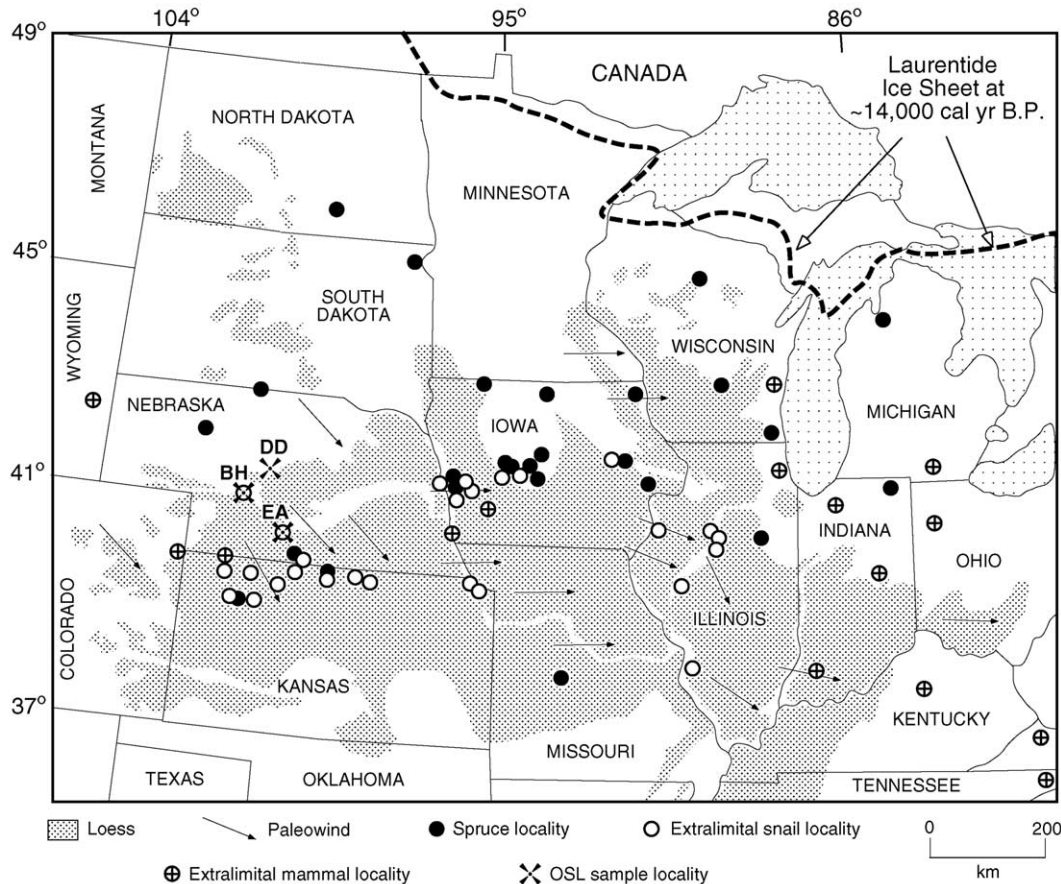 104° 95° 86°
49°
CANADA
Laurentide
Ice Sheet at
~14,000 cal yr B.P.
NORTH DAKOTA
MONTANA
MINNESOTA
45°
SOUTH
DAKOTA
WYOMING
WISCONSIN
NEBRASKA
MICHIGAN
IOWA
DD
41°
BH
EA
INDIANA
OHIO
ILLINOIS
COLORADO
KANSAS
37°
KENTUCKY
MISSOURI
TEXAS
OKLAHOMA
TENNESSEE
Loess Paleowind Spruce locality Extralimital snail locality
0 200
km
Extralimital mammal locality OSL sample locality